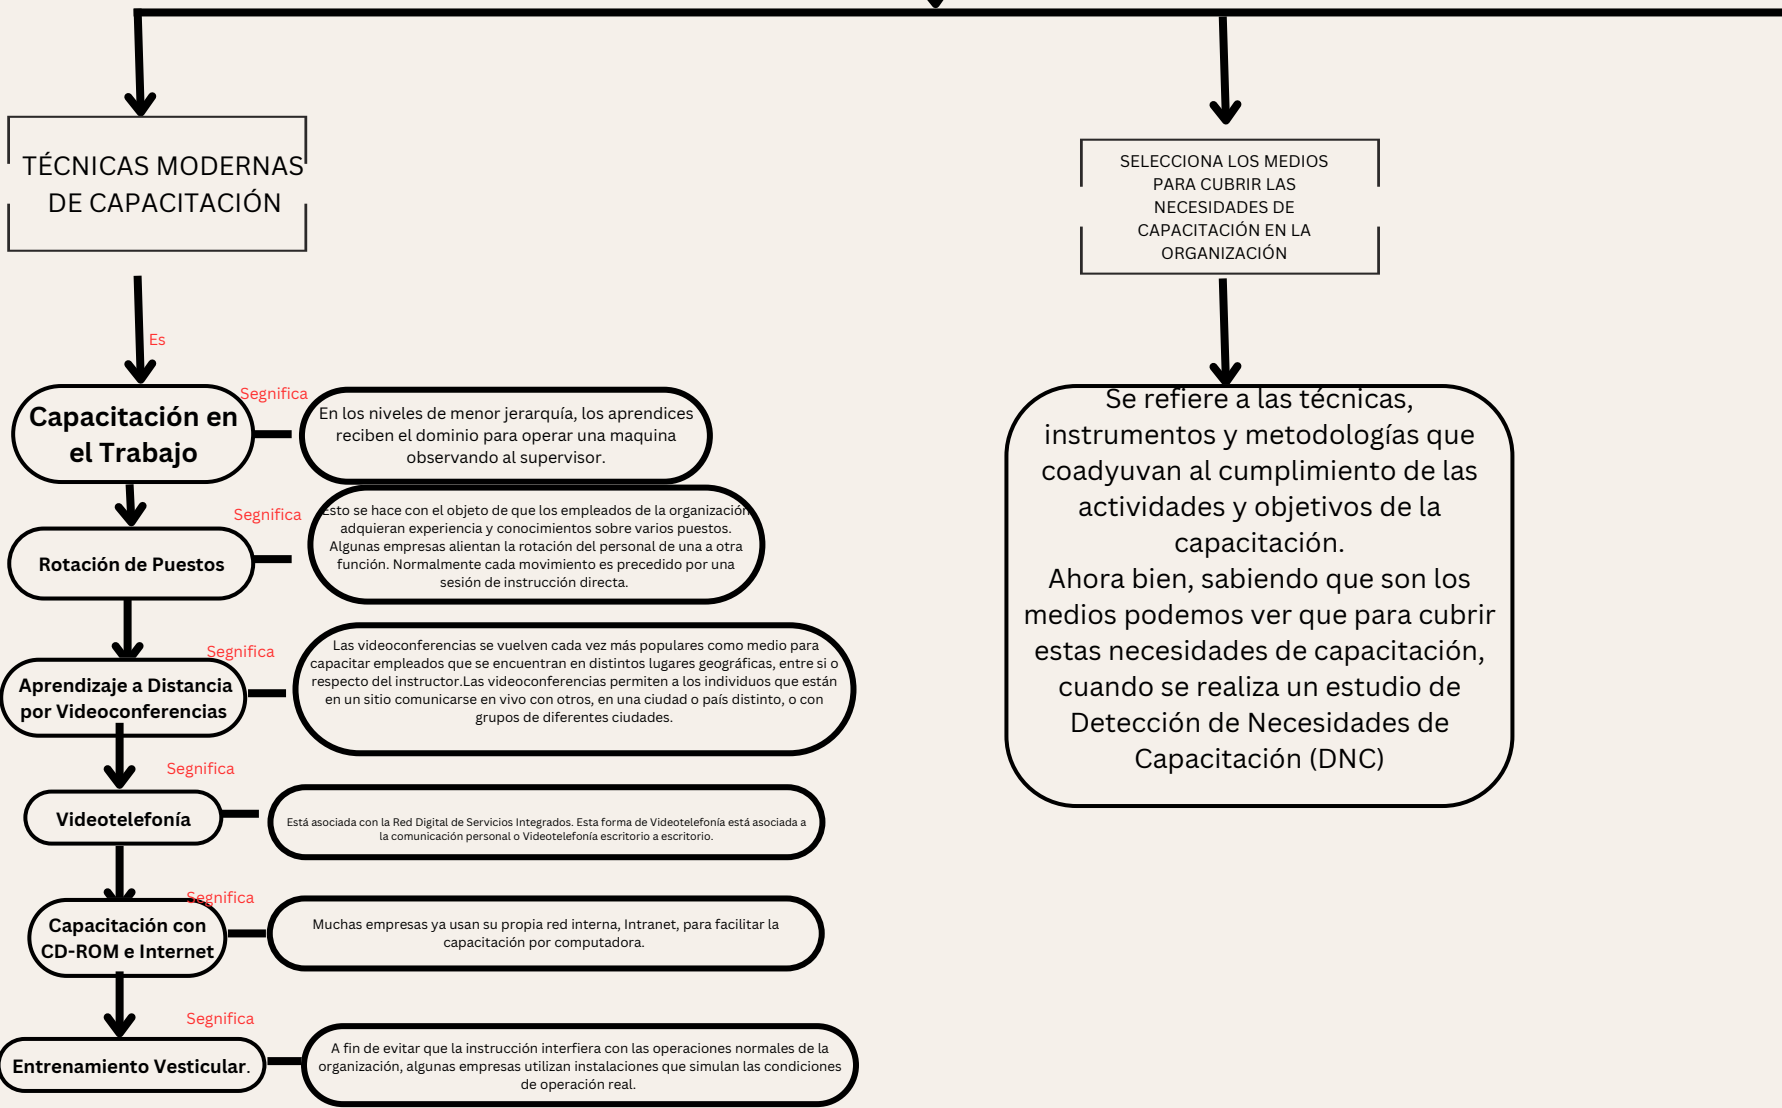 TÉCNICAS MODERNAS
DE CAPACITACIÓN
Es
Capacitación en
el Trabajo
Segnifica
En los niveles de menor jerarquía, los aprendices
reciben el dominio para operar una maquina
observando al supervisor.
Rotación de Puestos
Segnifica
Esto se hace con el objeto de que los empleados de la organización
adquieran experiencia y conocimientos sobre varios puestos.
Algunas empresas alientan la rotación del personal de una a otra
función. Normalmente cada movimiento es precedido por una
sesión de instrucción directa.
Aprendizaje a Distancia
por Videoconferencias
Segnifica
Las videoconferencias se vuelven cada vez más populares como medio para
capacitar empleados que se encuentran en distintos lugares geográficas, entre si o
respecto del instructor.Las videoconferencias permiten a los individuos que están
en un sitio comunicarse en vivo con otros, en una ciudad o país distinto, o con
grupos de diferentes ciudades.
Videotelefonía
Segnifica
Está asociada con la Red Digital de Servicios Integrados. Esta forma de Videotelefonía está asociada a
la comunicación personal o Videotelefonía escritorio a escritorio.
Capacitación con
CD-ROM e Internet
Segnifica
Muchas empresas ya usan su propia red interna, Intranet, para facilitar la
capacitación por computadora.
Entrenamiento Vesticular.
Segnifica
A fin de evitar que la instrucción interfiera con las operaciones normales de la
organización, algunas empresas utilizan instalaciones que simulan las condiciones
de operación real.
SELECCIONA LOS MEDIOS
PARA CUBRIR LAS
NECESIDADES DE
CAPACITACIÓN EN LA
ORGANIZACIÓN
Se refiere a las técnicas,
instrumentos y metodologías que
coadyuvan al cumplimiento de las
actividades y objetivos de la
capacitación.
Ahora bien, sabiendo que son los
medios podemos ver que para cubrir
estas necesidades de capacitación,
cuando se realiza un estudio de
Detección de Necesidades de
Capacitación (DNC)